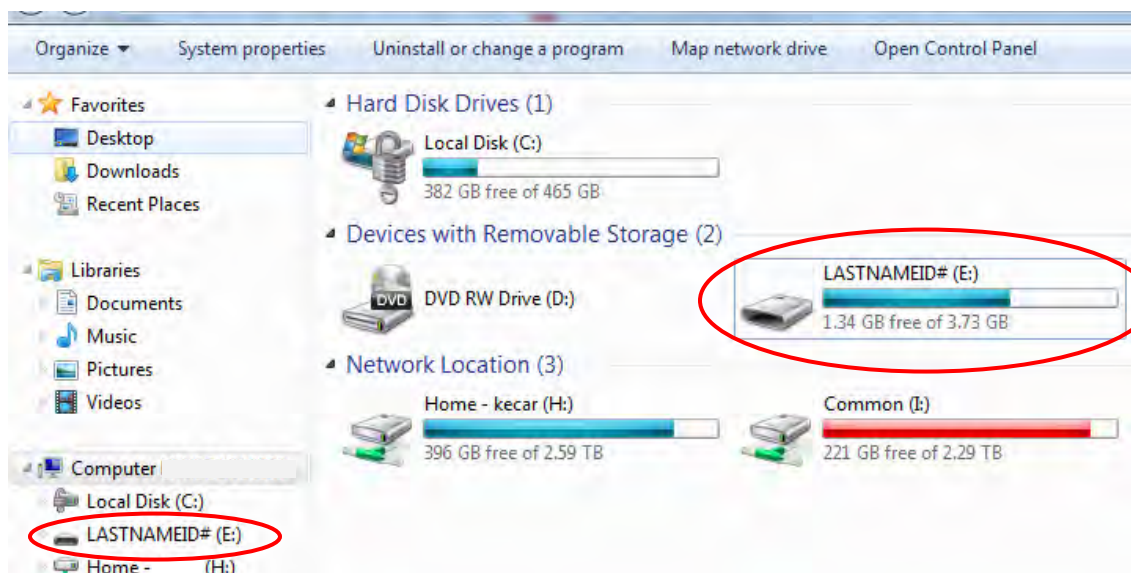 Organize System properties Uninstall or change a program Map network drive Open Control Panel
Favorites
Desktop
Downloads
Recent Places
Libraries
Documents
Music
Pictures
Videos
Computer
Local Disk (C:)
LASTNAMEID# (E:)
Home - (H:)
Hard Disk Drives (1)
Local Disk (C:)
382 GB free of 465 GB
Devices with Removable Storage (2)
DVD
DVD RW Drive (D:)
LASTNAMEID# (E:)
1.34 GB free of 3.73 GB
Network Location (3)
Home - kecar (H:)
396 GB free of 2.59 TB
Common (I:)
221 GB free of 2.29 TB